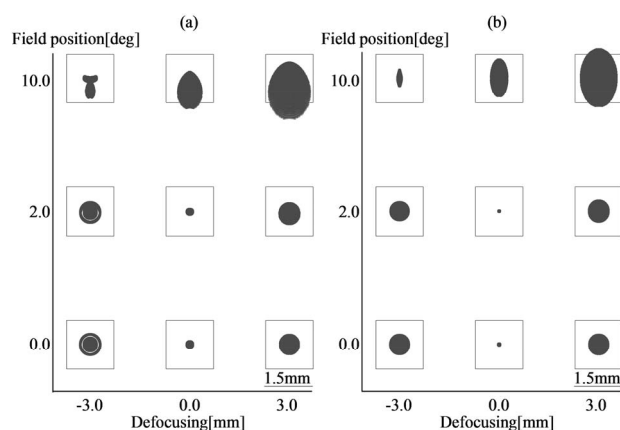 (a)
(b)
Field position[deg]
Field position[deg]
10.0
10.0
2.0
2.0
0.0
0.0
1.5mm
1.5mm
-3.0
0.0
3.0
-3.0
0.0
3.0
Defocusing[mm]
Defocusing[mm]